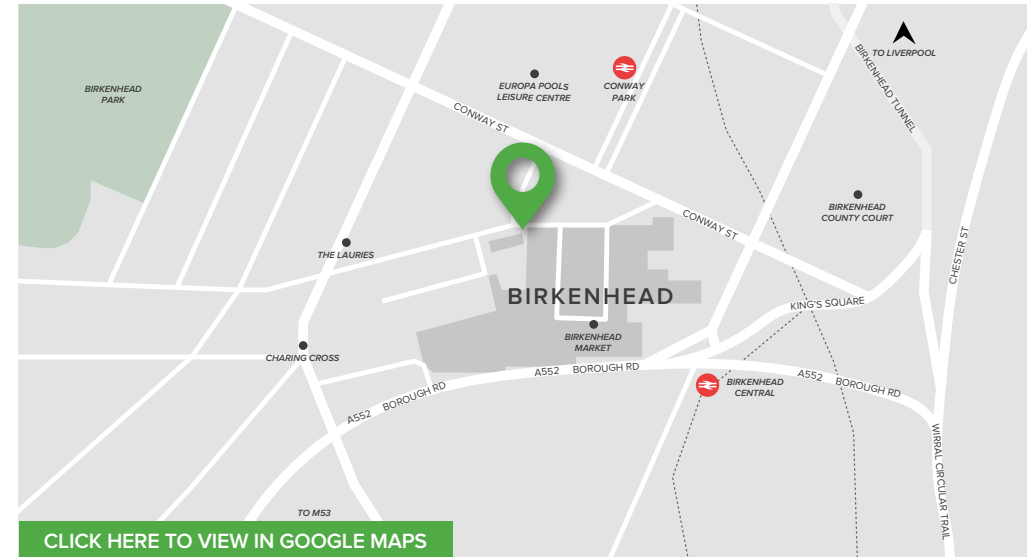 TO LIVERPOOL
BIRKENHEAD TUNNEL
BIRKENHEAD
PARK
EUROPA POOLS
LEISURE CENTRE
CONWAY
PARK
CONWAY ST
BIRKENHEAD
COUNTY COURT
CONWAY ST
CHESTER ST
THE LAURIES
BIRKENHEAD
KING'S SQUARE
BIRKENHEAD
MARKET
CHARING CROSS
A552 BOROUGH RD
A552 BOROUGH RD
A552 BOROUGH RD
BIRKENHEAD
CENTRAL
WIRRAL CIRCULAR TRAIL
TO M53
CLICK HERE TO VIEW IN GOOGLE MAPS